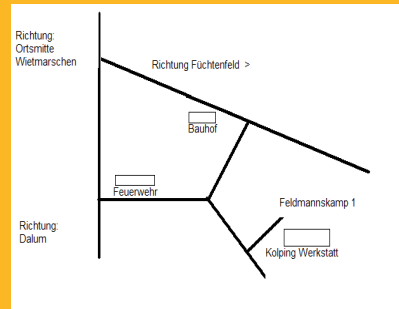 Richtung:
Ortsmitte
Wietmarschen
Richtung Füchtenfeld >
Bauhof
Feuerwehr
Feldmannskamp 1
Richtung:
Dalum
Kolping Werkstatt